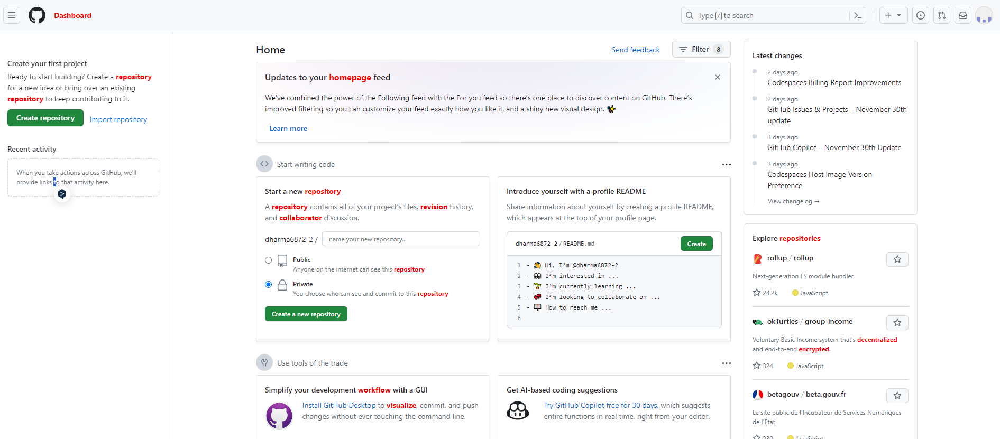 Dashboard
Type / to search
Create your first project
Ready to start building? Create a repository
for a new idea or bring over an existing
repository to keep contributing to it.
Create repository
Import repository
Recent activity
When you take actions across GitHub, we'll
provide links to that activity here.
Home
Send feedback
Filter 8
Updates to your homepage feed
We've combined the power of the Following feed with the For you feed so there's one place to discover content on GitHub. There's
improved filtering so you can customize your feed exactly how you like it, and a shiny new visual design. ✨
Learn more
Start writing code
Start a new repository
A repository contains all of your project's files, revision history,
and collaborator discussion.
dharma6872-2 /
name your new repository...
Public
Anyone on the internet can see this repository
Private
You choose who can see and commit to this repository
Create a new repository
Introduce yourself with a profile README
Share information about yourself by creating a profile README,
which appears at the top of your profile page.
dharma6872-2 / README.md
Create
1 - 👋 Hi, I'm @dharma6872-2
2 - 👀 I'm interested in ...
3 - 🌱 I'm currently learning ...
4 - 💞️ I'm looking to collaborate on ...
5 - 📫 How to reach me ...
6
Use tools of the trade
Simplify your development workflow with a GUI
Install GitHub Desktop to visualize, commit, and push
changes without ever touching the command line.
Get AI-based coding suggestions
Try GitHub Copilot free for 30 days, which suggests
entire functions in real time, right from your editor.
Latest changes
2 days ago
Codespaces Billing Report Improvements
2 days ago
GitHub Issues & Projects – November 30th
update
3 days ago
GitHub Copilot – November 30th Update
3 days ago
Codespaces Host Image Version
Preference
View changelog →
Explore repositories
rollup / rollup
Next-generation ES module bundler
24.2k JavaScript
okTurtles / group-income
Voluntary Basic Income system that's decentralized
and end-to-end encrypted.
324 JavaScript
betagouv / beta.gouv.fr
Le site public de l'Incubateur de Services Numériques
de l'État
230 JavaScript